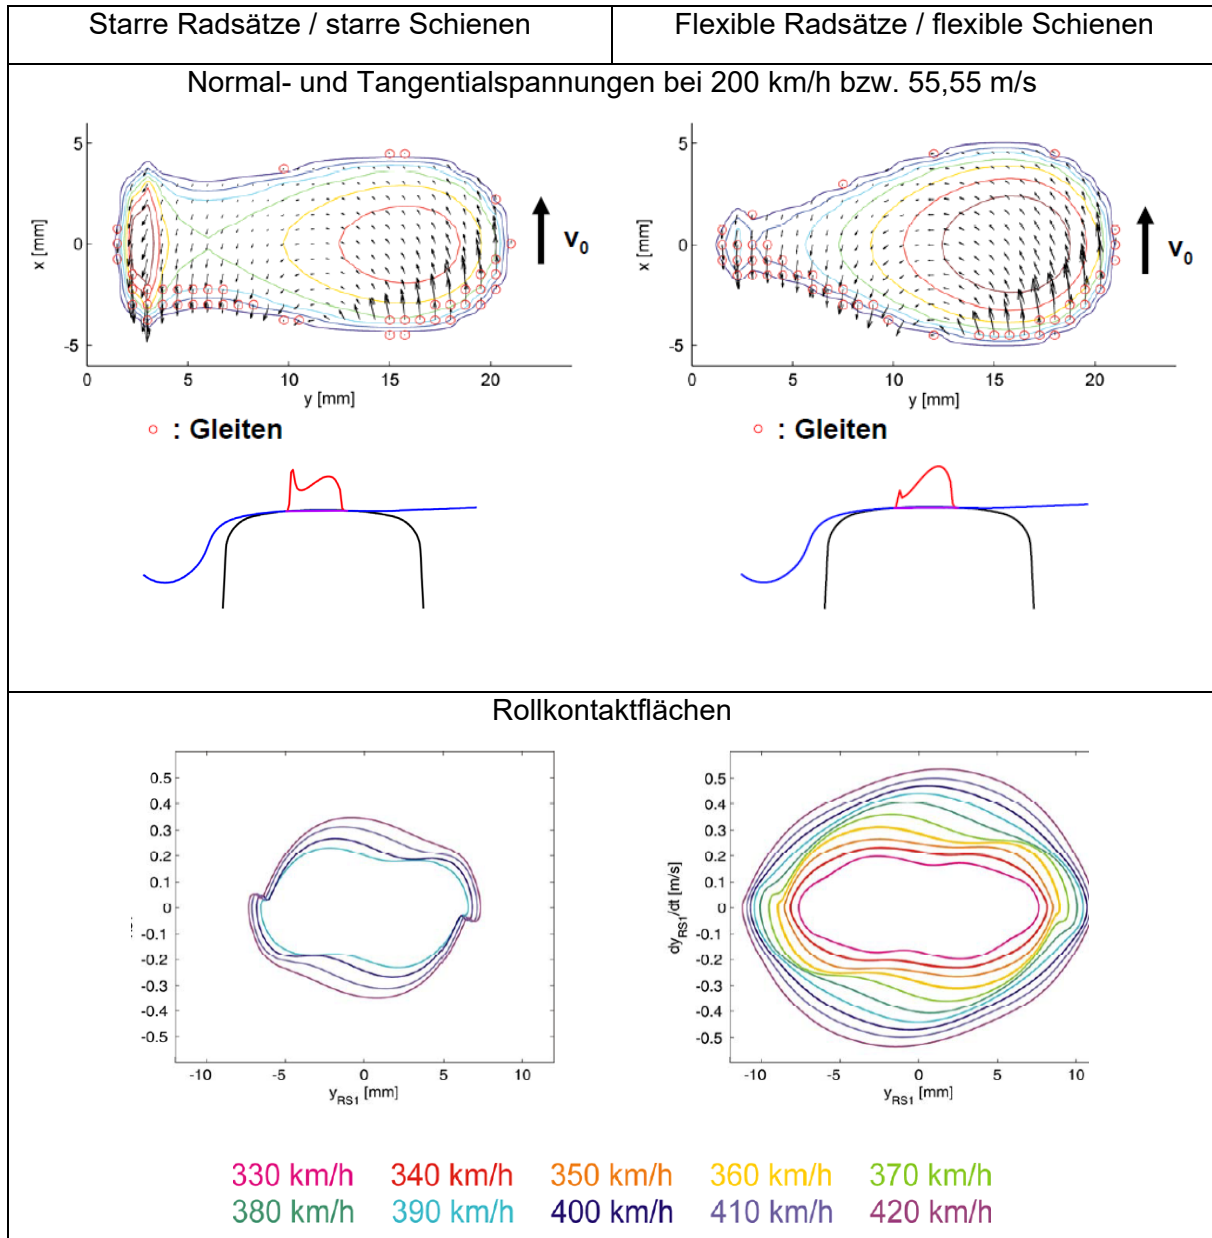 Starre Radsätze / starre Schienen
Flexible Radsätze / flexible Schienen
Normal- und Tangentialspannungen bei 200 km/h bzw. 55,55 m/s
5
0
-5
x [mm]
0
5
10
15
20
y [mm]
v0
: Gleiten
5
0
-5
x [mm]
0
5
10
15
20
y [mm]
v0
: Gleiten
Rollkontaktflächen
0.5
0.4
0.3
0.2
0.1
0
-0.1
-0.2
-0.3
-0.4
-0.5
-10
-5
0
5
10
yRS1 [mm]
dyRS1/dt [m/s]
0.5
0.4
0.3
0.2
0.1
0
-0.1
-0.2
-0.3
-0.4
-0.5
-10
-5
0
5
10
yRS1 [mm]
330 km/h 340 km/h 350 km/h 360 km/h 370 km/h
380 km/h 390 km/h 400 km/h 410 km/h 420 km/h